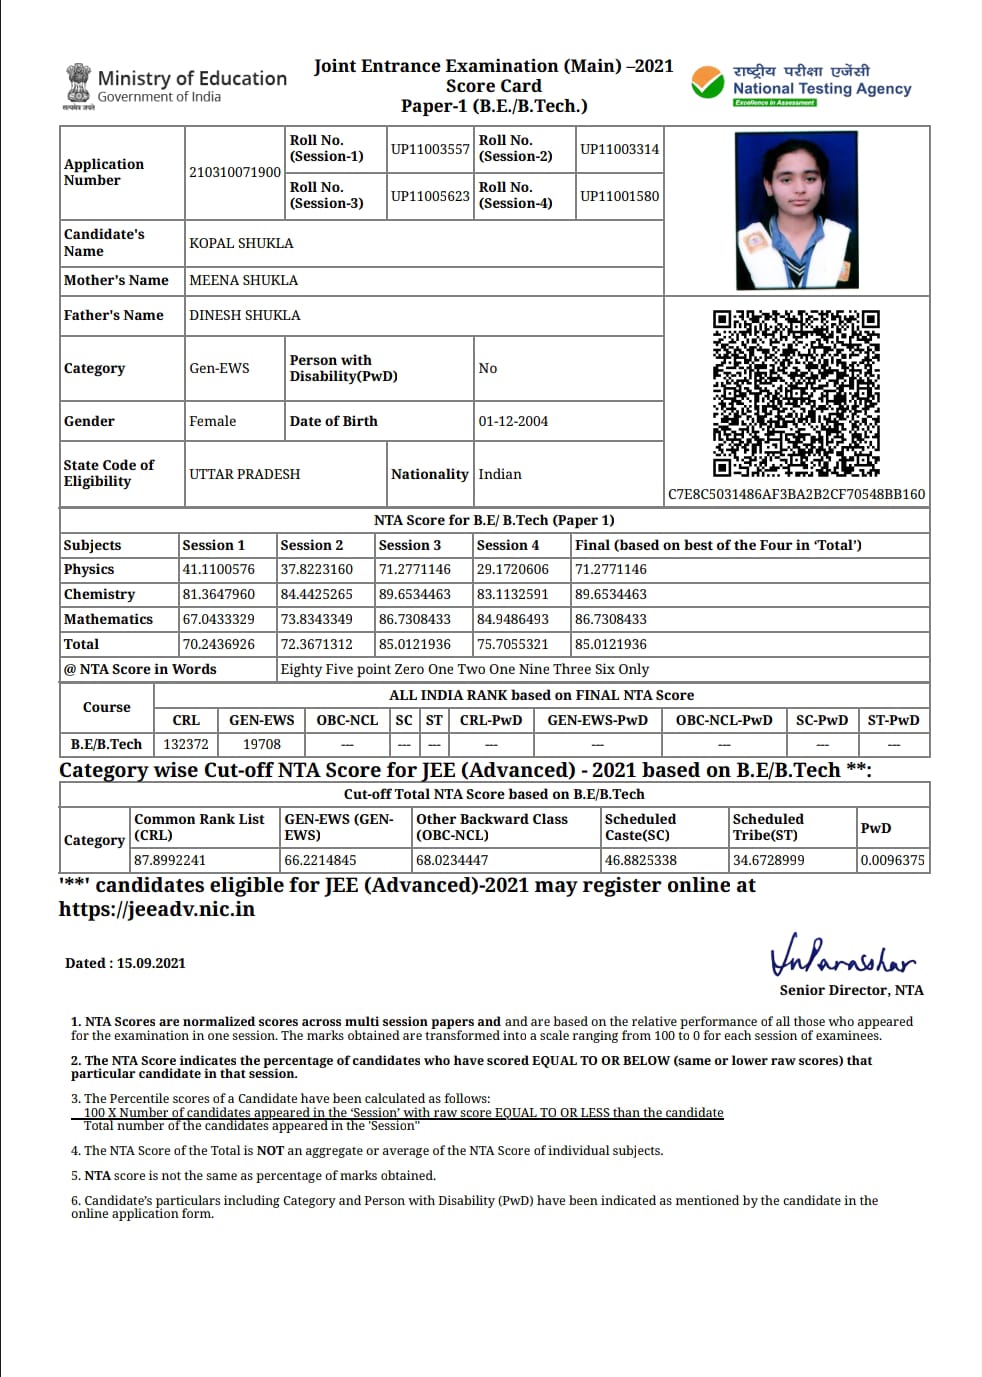 Ministry of Education
Government of India
सत्यमेव जयते
Joint Entrance Examination (Main) –2021
Score Card
Paper-1 (B.E./B.Tech.)
राष्ट्रीय परीक्षा एजेंसी
National Testing Agency
Excellence in Assessment
Application Number 210310071900 Roll No. (Session-1) UP11003557 Roll No. (Session-2) UP11003314
Roll No. (Session-3) UP11005623 Roll No. (Session-4) UP11001580
Candidate's Name KOPAL SHUKLA
Mother's Name MEENA SHUKLA
Father's Name DINESH SHUKLA
Category Gen-EWS Person with Disability(PwD) No
Gender Female Date of Birth 01-12-2004
State Code of Eligibility UTTAR PRADESH Nationality Indian
C7E8C5031486AF3BA2B2CF70548BB160
NTA Score for B.E/ B.Tech (Paper 1)
Subjects Session 1 Session 2 Session 3 Session 4 Final (based on best of the Four in ‘Total’)
Physics 41.1100576 37.8223160 71.2771146 29.1720606 71.2771146
Chemistry 81.3647960 84.4425265 89.6534463 83.1132591 89.6534463
Mathematics 67.0433329 73.8343349 86.7308433 84.9486493 86.7308433
Total 70.2436926 72.3671312 85.0121936 75.7055321 85.0121936
@ NTA Score in Words Eighty Five point Zero One Two One Nine Three Six Only
Course ALL INDIA RANK based on FINAL NTA Score
CRL GEN-EWS OBC-NCL SC ST CRL-PwD GEN-EWS-PwD OBC-NCL-PwD SC-PwD ST-PwD
B.E/B.Tech 132372 19708 --- --- --- --- --- --- --- ---
Category wise Cut-off NTA Score for JEE (Advanced) - 2021 based on B.E/B.Tech **:
Cut-off Total NTA Score based on B.E/B.Tech
Category Common Rank List (CRL) GEN-EWS (GEN-EWS) Other Backward Class (OBC-NCL) Scheduled Caste(SC) Scheduled Tribe(ST) PwD
87.8992241 66.2214845 68.0234447 46.8825338 34.6728999 0.0096375
'**' candidates eligible for JEE (Advanced)-2021 may register online at
https://jeeadv.nic.in
Dated : 15.09.2021
VnParashar
Senior Director, NTA
1. NTA Scores are normalized scores across multi session papers and and are based on the relative performance of all those who appeared
for the examination in one session. The marks obtained are transformed into a scale ranging from 100 to 0 for each session of examinees.
2. The NTA Score indicates the percentage of candidates who have scored EQUAL TO OR BELOW (same or lower raw scores) that
particular candidate in that session.
3. The Percentile scores of a Candidate have been calculated as follows:
100 X Number of candidates appeared in the ‘Session’ with raw score EQUAL TO OR LESS than the candidate
Total number of the candidates appeared in the 'Session"
4. The NTA Score of the Total is NOT an aggregate or average of the NTA Score of individual subjects.
5. NTA score is not the same as percentage of marks obtained.
6. Candidate's particulars including Category and Person with Disability (PwD) have been indicated as mentioned by the candidate in the
online application form.